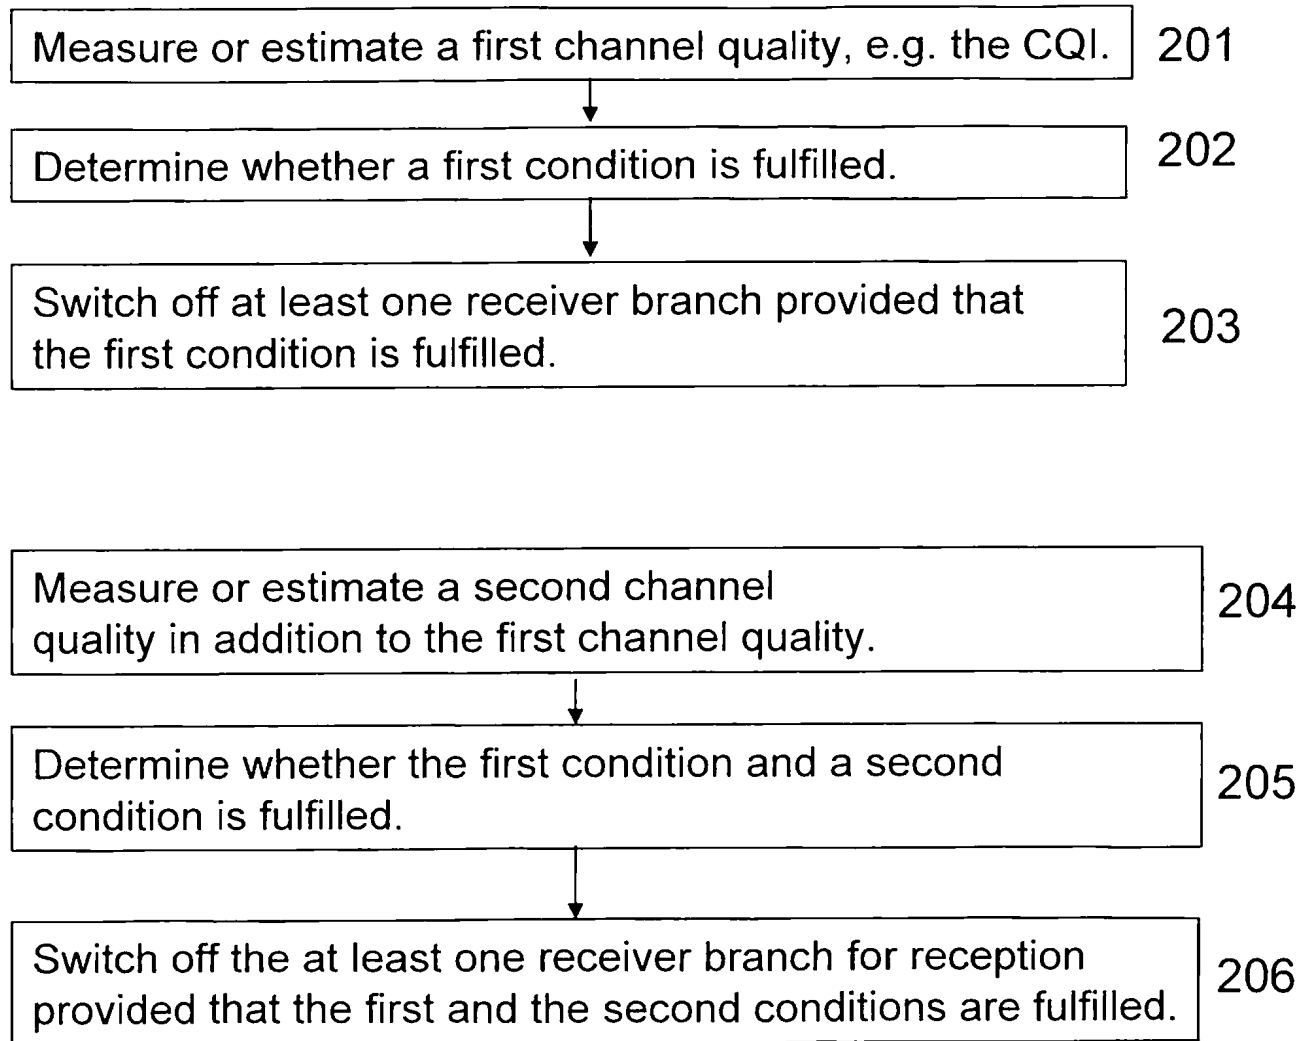 Measure or estimate a first channel quality, e.g. the CQI. 201
Determine whether a first condition is fulfilled. 202
Switch off at least one receiver branch provided that
the first condition is fulfilled.
203
Measure or estimate a second channel
quality in addition to the first channel quality.
204
Determine whether the first condition and a second
condition is fulfilled.
205
Switch off the at least one receiver branch for reception
provided that the first and the second conditions are fulfilled.
206